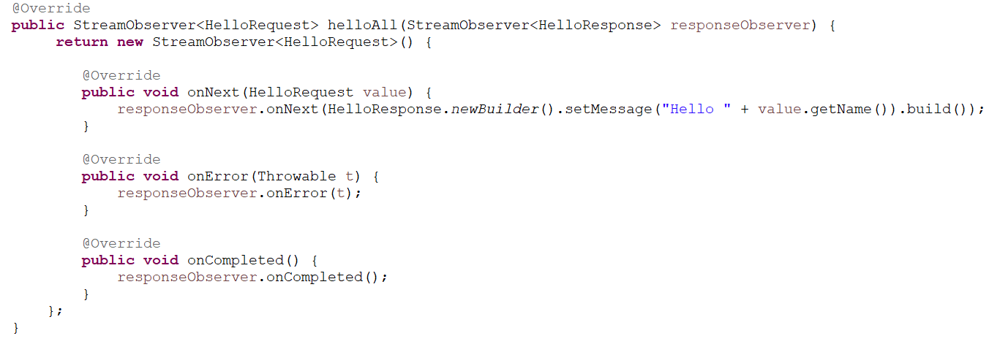 @Override
public StreamObserver<HelloRequest> helloAll(StreamObserver<HelloResponse> responseObserver) {
return new StreamObserver<HelloRequest>() {
@Override
public void onNext(HelloRequest value) {
responseObserver.onNext(HelloResponse.newBuilder().setMessage("Hello " + value.getName()).build());
}
@Override
public void onError(Throwable t) {
responseObserver.onError(t);
}
@Override
public void onCompleted() {
responseObserver.onCompleted();
}
};
}